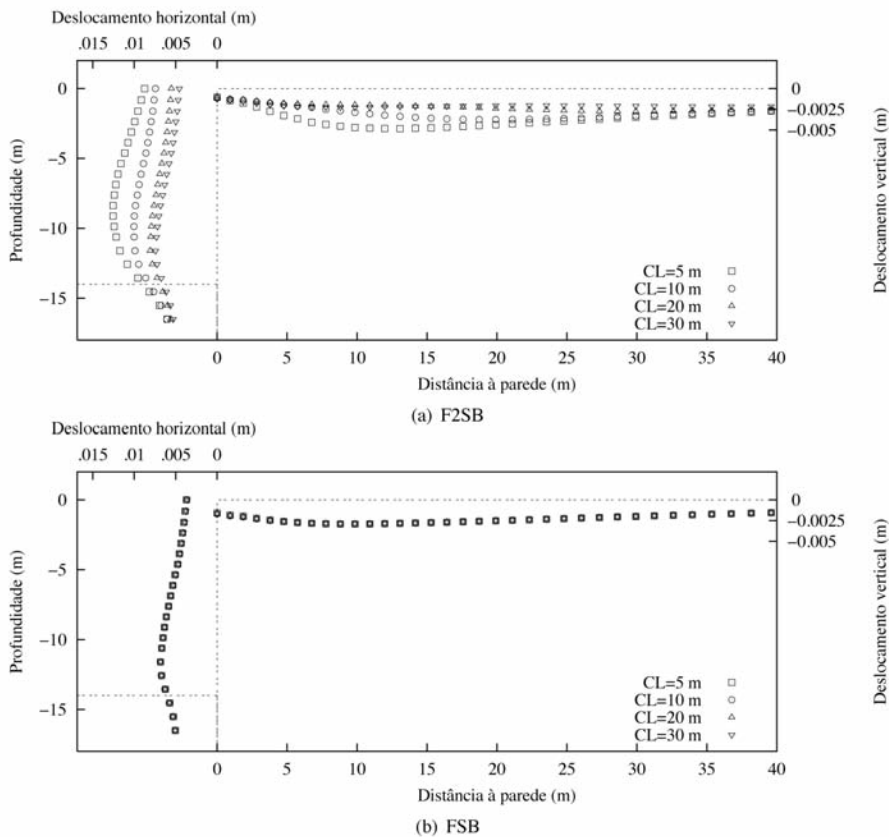 Deslocamento horizontal (m)
.015 .01 .005 0
0
-5
-10
-15
Profundidade (m)
0
-0.0025
-0.005
Deslocamento vertical (m)
CL=5 m
CL=10 m
CL=20 m
CL=30 m
0 5 10 15 20 25 30 35 40
Distância à parede (m)
(a) F2SB
Deslocamento horizontal (m)
.015 .01 .005 0
0
-5
-10
-15
Profundidade (m)
0
-0.0025
-0.005
Deslocamento vertical (m)
CL=5 m
CL=10 m
CL=20 m
CL=30 m
0 5 10 15 20 25 30 35 40
Distância à parede (m)
(b) FSB